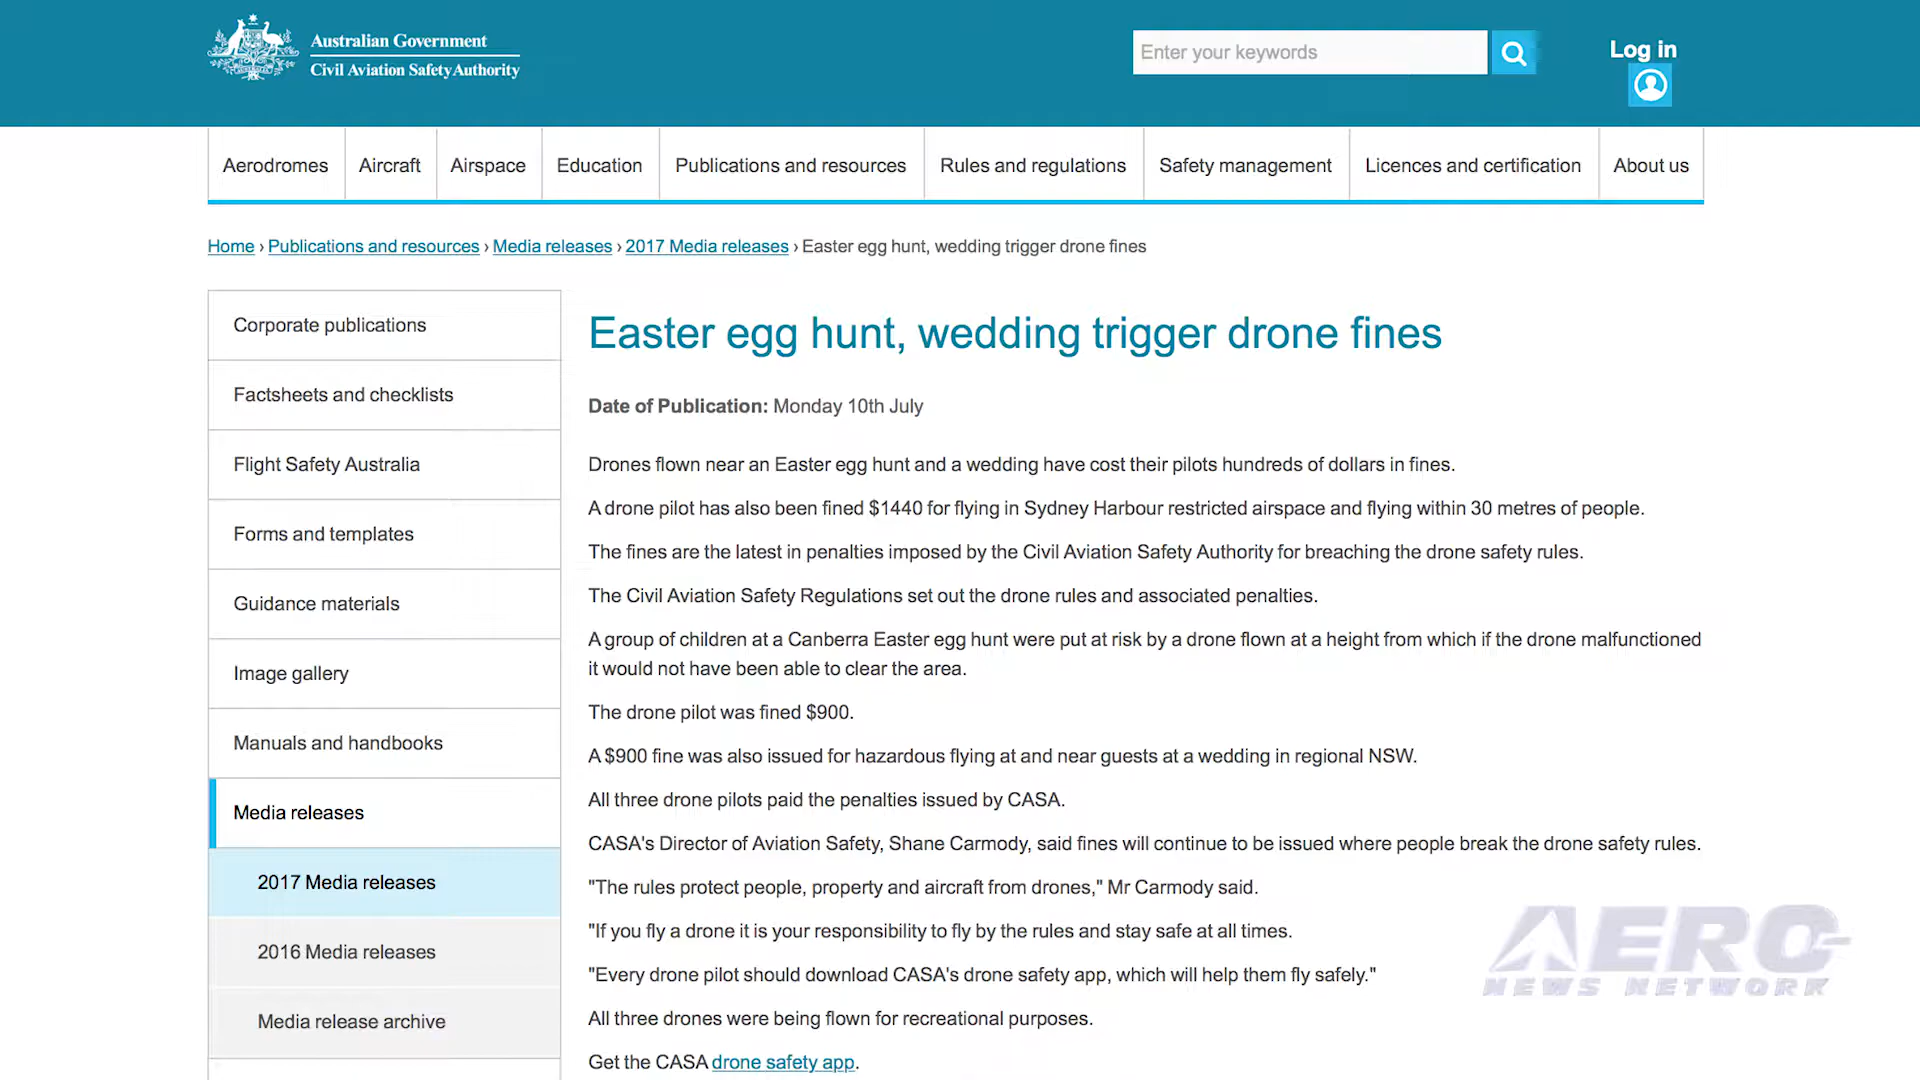 Australian Government
Civil Aviation Safety Authority
Enter your keywords
Log in
Aerodromes
Aircraft
Airspace
Education
Publications and resources
Rules and regulations
Safety management
Licences and certification
About us
Home › Publications and resources › Media releases › 2017 Media releases › Easter egg hunt, wedding trigger drone fines
Corporate publications
Factsheets and checklists
Flight Safety Australia
Forms and templates
Guidance materials
Image gallery
Manuals and handbooks
Media releases
2017 Media releases
2016 Media releases
Media release archive
Easter egg hunt, wedding trigger drone fines
Date of Publication: Monday 10th July
Drones flown near an Easter egg hunt and a wedding have cost their pilots hundreds of dollars in fines.
A drone pilot has also been fined $1440 for flying in Sydney Harbour restricted airspace and flying within 30 metres of people.
The fines are the latest in penalties imposed by the Civil Aviation Safety Authority for breaching the drone safety rules.
The Civil Aviation Safety Regulations set out the drone rules and associated penalties.
A group of children at a Canberra Easter egg hunt were put at risk by a drone flown at a height from which if the drone malfunctioned
it would not have been able to clear the area.
The drone pilot was fined $900.
A $900 fine was also issued for hazardous flying at and near guests at a wedding in regional NSW.
All three drone pilots paid the penalties issued by CASA.
CASA's Director of Aviation Safety, Shane Carmody, said fines will continue to be issued where people break the drone safety rules.
"The rules protect people, property and aircraft from drones," Mr Carmody said.
"If you fly a drone it is your responsibility to fly by the rules and stay safe at all times.
"Every drone pilot should download CASA's drone safety app, which will help them fly safely."
All three drones were being flown for recreational purposes.
Get the CASA drone safety app.
AERO
NEWS NETWORK